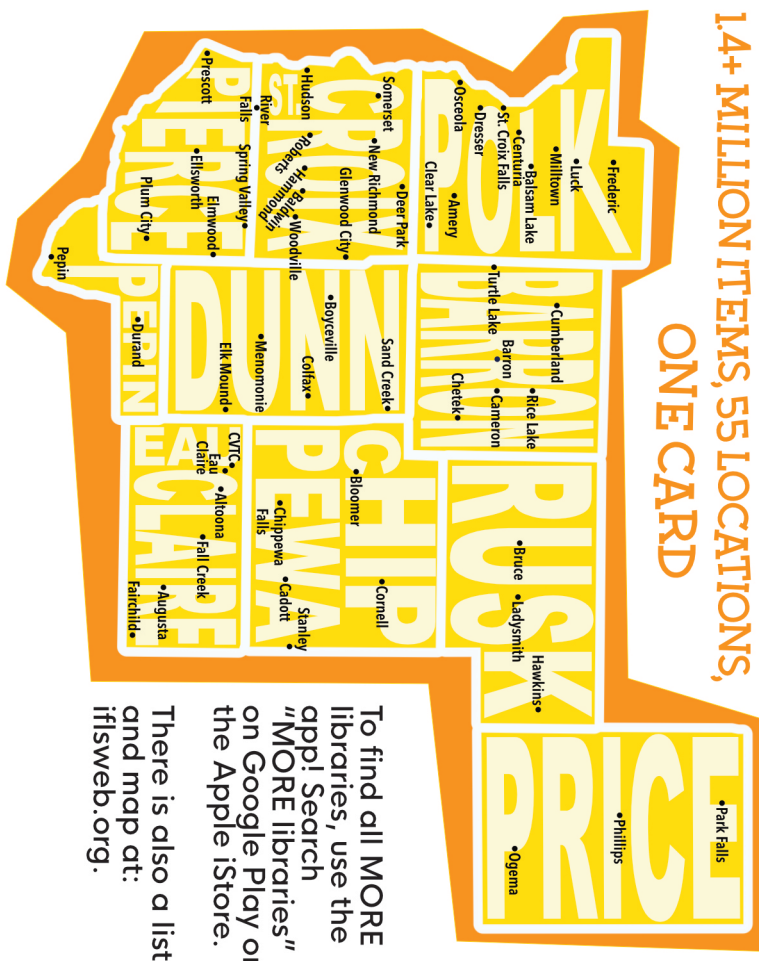 1.4+ MILLION ITEMS, 55 LOCATIONS,
ONE CARD
POLK
Frederic
Luck
Milltown
Balsam Lake
Centuria
St. Croix Falls
Dresser
Osceola
Amery
Clear Lake
BARRON
BARRON
Cumberland
Rice Lake
Turtle Lake
Barron
Cameron
Chetek
RUSK
Bruce
Ladysmith
Hawkins
PRICE
Park Falls
Phillips
Ogema
ST.
CROIX
Somerset
Deer Park
New Richmond
Glenwood City
Hudson
Roberts
Hammond
Baldwin
Woodville
River
Falls
DUNN
Sand Creek
Boyceville
Colfax
Menomonie
Elk Mound
CHIP
PEWA
Bloomer
Cornell
Chippewa
Falls
Cadott
Stanley
PIERCE
Prescott
Spring Valley
Ellsworth
Elmwood
Plum City
PEPIN
Pepin
Durand
EAU
CLAIRE
CVTC
Eau
Claire
Altoona
Fall Creek
Augusta
Fairchild
To find all MORE
libraries, use the
app! Search
“MORE libraries”
on Google Play or
the Apple iStore.
There is also a list
and map at:
iflsweb.org.